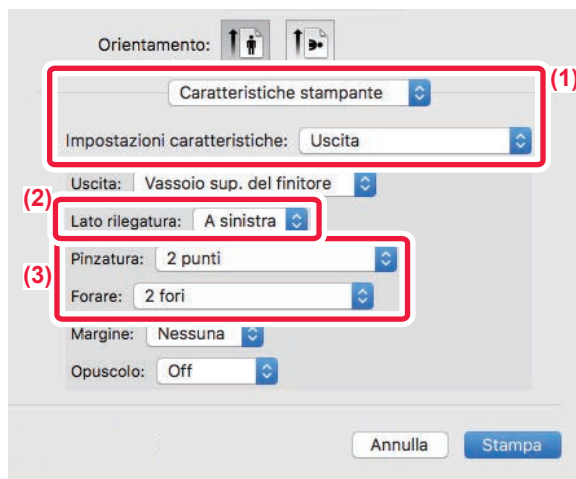 Orientamento:
Caratteristiche stampante
(1)
Impostazioni caratteristiche: Uscita
Uscita: Vassoio sup. del finitore
(2)
Lato rilegatura: A sinistra
Pinzatura: 2 punti
(3)
Forare: 2 fori
Margine: Nessuna
Opuscolo: Off
Annulla Stampa